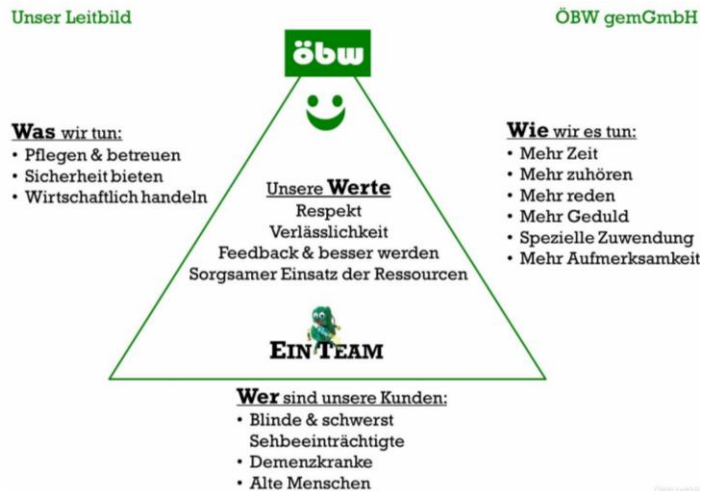 Unser Leitbild
ÖBW gemGmbH
öbw
Was wir tun:
• Pflegen & betreuen
• Sicherheit bieten
• Wirtschaftlich handeln
Wie wir es tun:
• Mehr Zeit
• Mehr zuhören
• Mehr reden
• Mehr Geduld
• Spezielle Zuwendung
• Mehr Aufmerksamkeit
Unsere Werte
Respekt
Verlässlichkeit
Feedback & besser werden
Sorgsamer Einsatz der Ressourcen
EIN TEAM
Wer sind unsere Kunden:
• Blinde & schwerst
Sehbeeinträchtigte
• Demenzkranke
• Alte Menschen